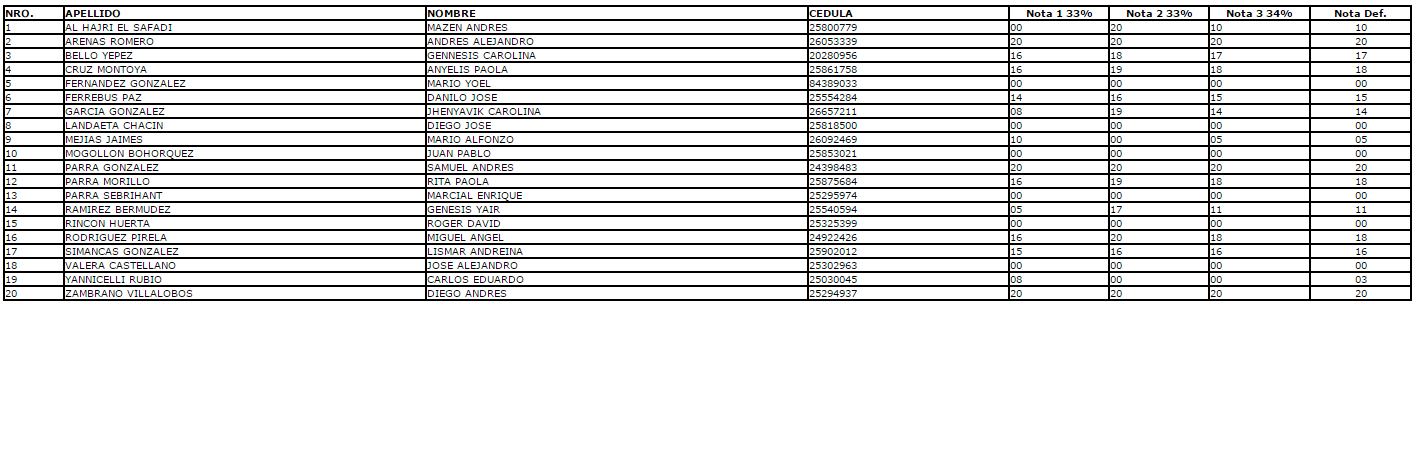 NRO. APELLIDO NOMBRE CEDULA Nota 1 33% Nota 2 33% Nota 3 34% Nota Def.
1 AL HAJRI EL SAFADI MAZEN ANDRES 25800779 00 20 10 10
2 ARENAS ROMERO ANDRES ALEJANDRO 26053339 20 20 20 20
3 BELLO YEPEZ GENNESIS CAROLINA 20280956 16 18 17 17
4 CRUZ MONTOYA ANYELIS PAOLA 25861758 16 19 18 18
5 FERNANDEZ GONZALEZ MARIO YOEL 84389033 00 00 00 00
6 FERREBUS PAZ DANILO JOSE 25554284 14 16 15 15
7 GARCIA GONZALEZ JHENYAVIK CAROLINA 26657211 08 19 14 14
8 LANDAETA CHACIN DIEGO JOSE 25818500 00 00 00 00
9 MEJIAS JAIMES MARIO ALFONZO 26092469 10 00 05 05
10 MOGOLLON BOHORQUEZ JUAN PABLO 25853021 00 00 00 00
11 PARRA GONZALEZ SAMUEL ANDRES 24398483 20 20 20 20
12 PARRA MORILLO RITA PAOLA 25875684 16 19 18 18
13 PARRA SEBRIHANT MARCIAL ENRIQUE 25295974 00 00 00 00
14 RAMIREZ BERMUDEZ GENESIS YAIR 25540594 05 17 11 11
15 RINCON HUERTA ROGER DAVID 25325399 00 00 00 00
16 RODRIGUEZ PIRELA MIGUEL ANGEL 24922426 16 20 18 18
17 SIMANCAS GONZALEZ LISMAR ANDREINA 25902012 15 16 16 16
18 VALERA CASTELLANO JOSE ALEJANDRO 25302963 00 00 00 00
19 YANNICELLI RUBIO CARLOS EDUARDO 25030045 08 00 00 03
20 ZAMBRANO VILLALOBOS DIEGO ANDRES 25294937 20 20 20 20